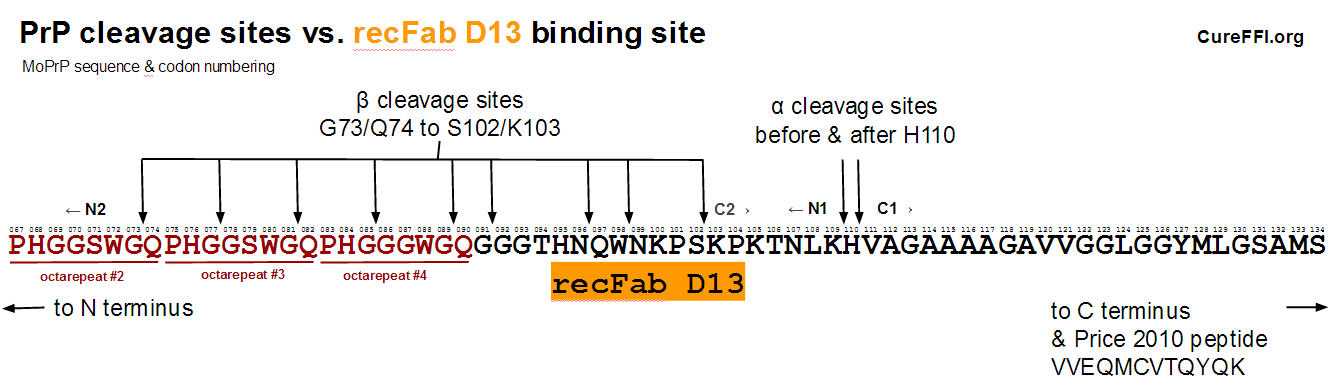 PrP cleavage sites vs. recFab D13 binding site
CureFFI.org
MoPrP sequence & codon numbering
β cleavage sites
G73/Q74 to S102/K103
α cleavage sites
before & after H110
← N2
C2 →
← N1
C1 →
067 068 069 070 071 072 073 074 075 076 077 078 079 080 081 082 083 084 085 086 087 088 089 090 091 092 093 094 095 096 097 098 099 100 101 102 103 104 105 106 107 108 109 110 111 112 113 114 115 116 117 118 119 120 121 122 123 124 125 126 127 128 129 130 131 132 133 134
PHGGSWGQPHGGSWGQPHGGGWGQGGGTHNQWNKPSKPKTNLKHVAGAAAAGAVVGGLGGYMLGSAMS
octarepeat #2
octarepeat #3
octarepeat #4
recFab D13
to N terminus
to C terminus
& Price 2010 peptide
VVEQMCVTQYQK